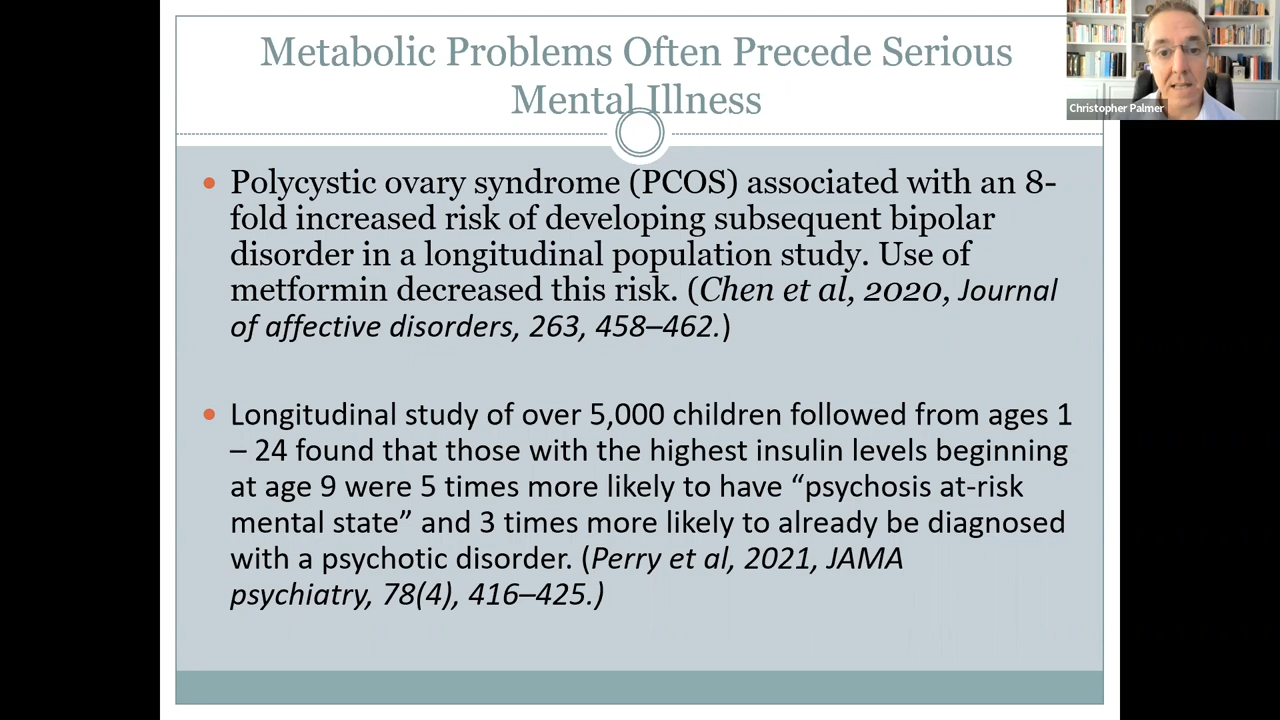 Metabolic Problems Often Precede Serious
Mental Illness
Christopher Palmer
• Polycystic ovary syndrome (PCOS) associated with an 8-
fold increased risk of developing subsequent bipolar
disorder in a longitudinal population study. Use of
metformin decreased this risk. (Chen et al, 2020, Journal
of affective disorders, 263, 458–462.)
• Longitudinal study of over 5,000 children followed from ages 1
– 24 found that those with the highest insulin levels beginning
at age 9 were 5 times more likely to have “psychosis at-risk
mental state” and 3 times more likely to already be diagnosed
with a psychotic disorder. (Perry et al, 2021, JAMA
psychiatry, 78(4), 416–425.)